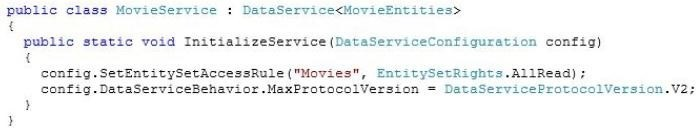 public class MovieService : DataService<MovieEntities>
{
public static void InitializeService(DataServiceConfiguration config)
{
config.SetEntitySetAccessRule("Movies", EntitySetRights.AllRead);
config.DataServiceBehavior.MaxProtocolVersion = DataServiceProtocolVersion.V2;
}
}